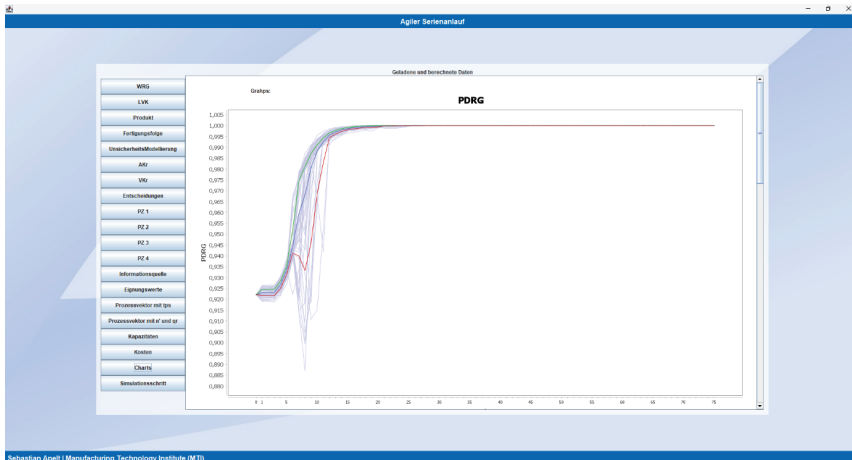 Agiler Serienanlauf
Geladene und berechnete Daten
WRG
LVK
Produkt
Fertigungsfolge
UnsicherheitsModellierung
AKr
VKr
Entscheidungen
PZ 1
PZ 2
PZ 3
PZ 4
Informationsquelle
Eignungswerte
Prozessvektor mit tps
Prozessvektor mit n' und qr
Kapazitäten
Kosten
Charts
Simulationsschritt
Grahps:
PDRG
1,005
1,000
0,995
0,990
0,985
0,980
0,975
0,970
0,965
0,960
0,955
0,950
0,945
0,940
0,935
0,930
0,925
0,920
0,915
0,910
0,905
0,900
0,895
0,890
0,885
0,880
PDRG
0 1 5 10 15 20 25 30 35 40 45 50 55 60 65 70 75
Sebastian Apelt | Manufacturing Technology Institute (MTI)